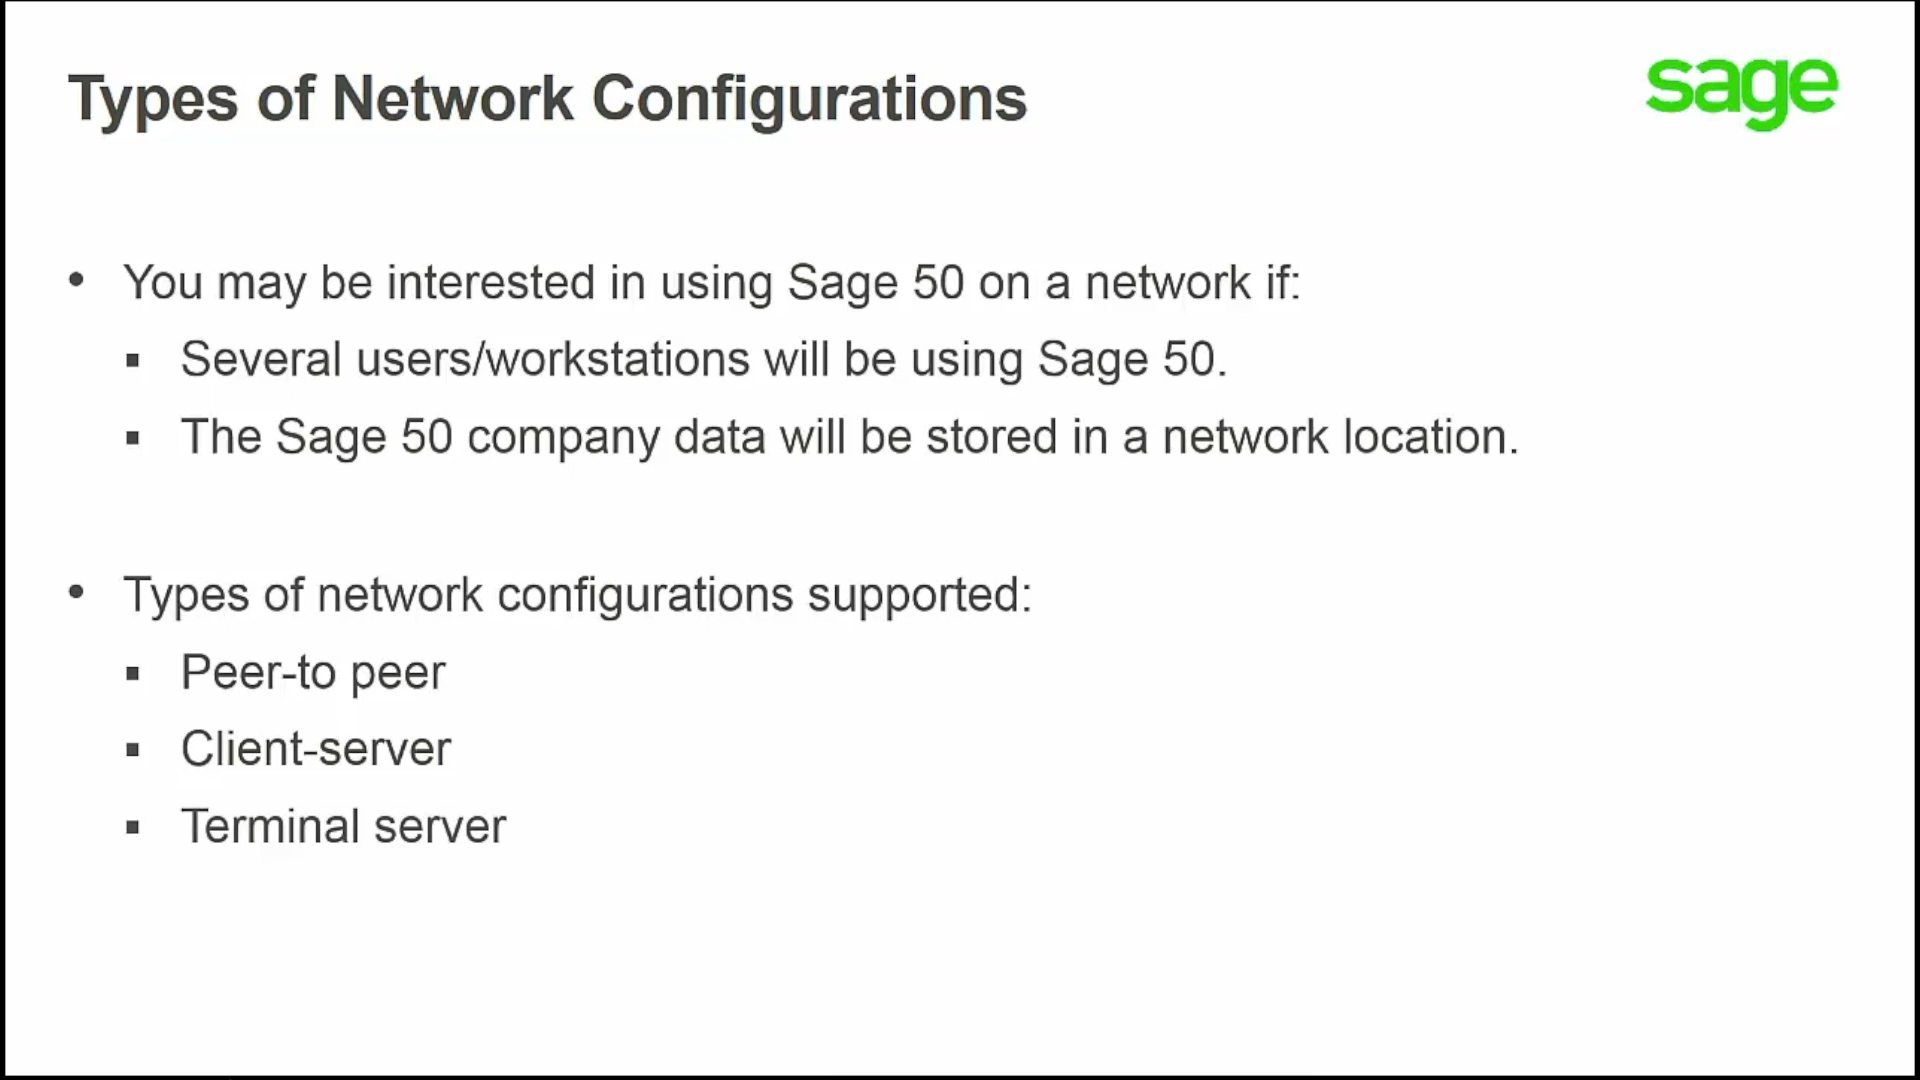 Types of Network Configurations
sage
• You may be interested in using Sage 50 on a network if:
▪ Several users/workstations will be using Sage 50.
▪ The Sage 50 company data will be stored in a network location.
• Types of network configurations supported:
▪ Peer-to peer
▪ Client-server
▪ Terminal server